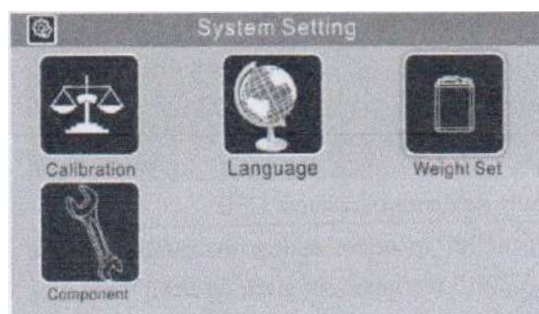 System Setting
Calibration
Language
Weight Set
Component